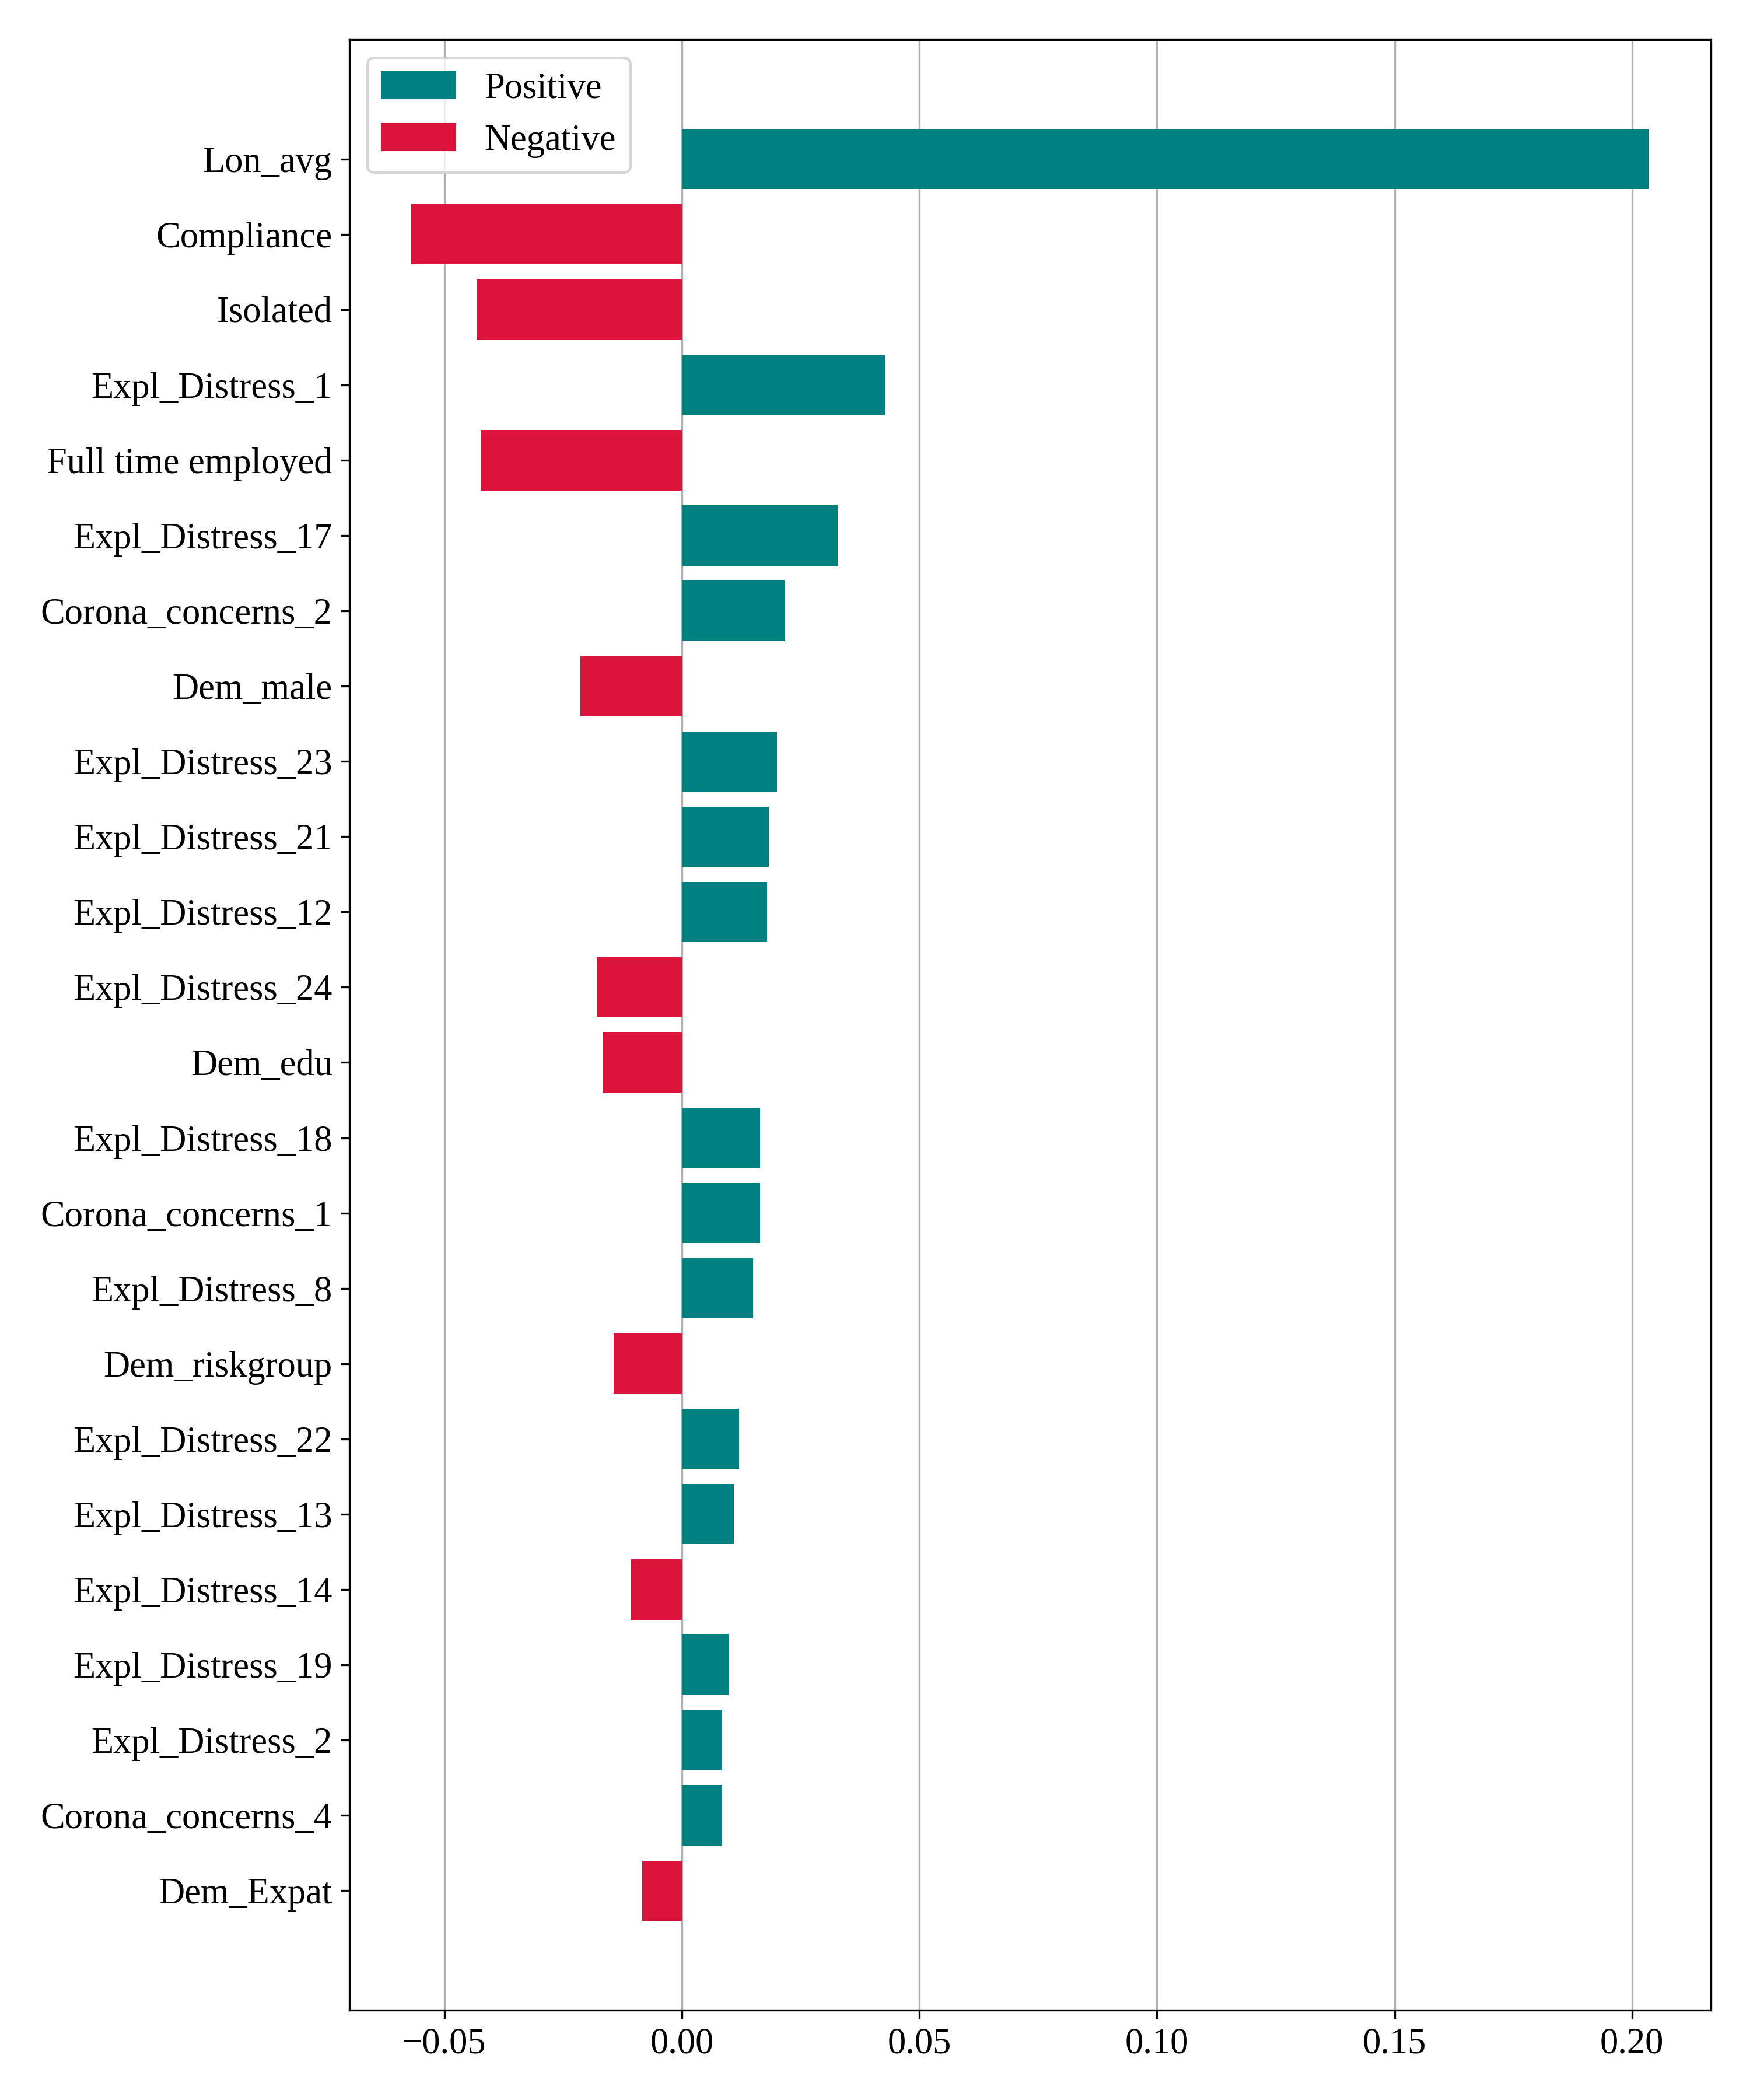 Positive
Negative
Lon_avg
Compliance
Isolated
Expl_Distress_1
Full time employed
Expl_Distress_17
Corona_concerns_2
Dem_male
Expl_Distress_23
Expl_Distress_21
Expl_Distress_12
Expl_Distress_24
Dem_edu
Expl_Distress_18
Corona_concerns_1
Expl_Distress_8
Dem_riskgroup
Expl_Distress_22
Expl_Distress_13
Expl_Distress_14
Expl_Distress_19
Expl_Distress_2
Corona_concerns_4
Dem_Expat
−0.05 0.00 0.05 0.10 0.15 0.20